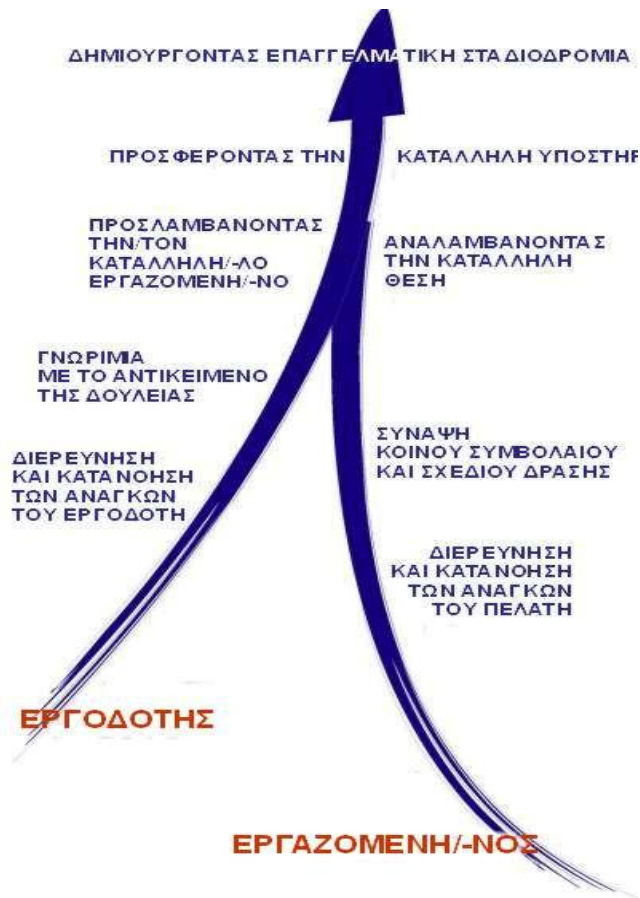 ΔΗΜΙΟΥΡΓΟΝΤΑΣ ΕΠΑΓΓΕΛΜΑΤΙΚΗ ΣΤΑΔΙΟΔΡΟΜΙΑ
ΠΡΟΣΦΕΡΟΝΤΑΣ ΤΗΝ ΚΑΤΑΛΛΗΛΗ
ΠΡΟΣΛΑΜΒΑΝΟΝΤΑΣ
ΤΗΝ/ΤΟΝ
ΚΑΤΑΛΛΗΛΗ/-ΛΟ
ΕΡΓΑΖΟΜΕΝΗ/-ΝΟ
ΑΝΑΛΑΜΒΑΝΟΝΤΑΣ
ΤΗΝ ΚΑΤΑΛΛΗΛΗ
ΘΕΣΗ
ΓΝΩΡΙΜΙΑ
ΜΕ ΤΟ ΑΝΤΙΚΕΙΜΕΝΟ
ΤΗΣ ΔΟΥΛΕΙΑΣ
ΣΥΝΑΨΗ
ΚΟΙΝΟΥ ΣΥΜΒΟΛΑΙΟΥ
ΚΑΙ ΣΧΕΔΙΟΥ ΔΡΑΣΗΣ
ΔΙΕΡΕΥΝΗΣΗ
ΚΑΙ ΚΑΤΑΝΟΗΣΗ
ΤΩΝ ΑΝΑΓΚΩΝ
ΤΟΥ ΕΡΓΟΔΟΤΗ
ΔΙΕΡΕΥΝΗΣΗ
ΚΑΙ ΚΑΤΑΝΟΗΣΗ
ΤΩΝ ΑΝΑΓΚΩΝ
ΤΟΥ ΠΕΛΑΤΗ
ΕΡΓΟΔΟΤΗΣ
ΕΡΓΑΖΟΜΕΝΗ/-ΝΟΣ